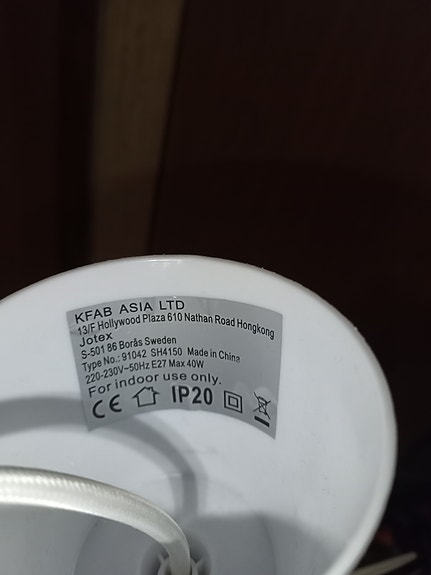 KFAB ASIA LTD
13/F Hollywood Plaza 610 Nathan Road Hongkong
Jotex
S-501 86 Borås Sweden
Type No.: 91042 SH4150 Made in China
220-230V~50Hz E27 Max 40W
For indoor use only.
CE IP20